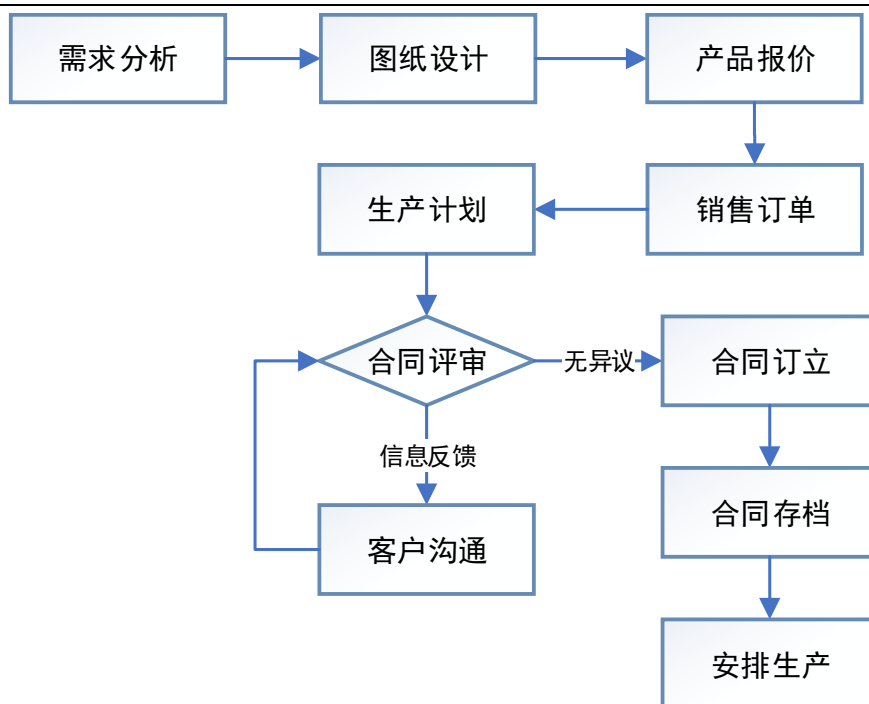 需求分析
图纸设计
产品报价
生产计划
销售订单
合同评审
无异议
合同订立
信息反馈
客户沟通
合同存档
安排生产